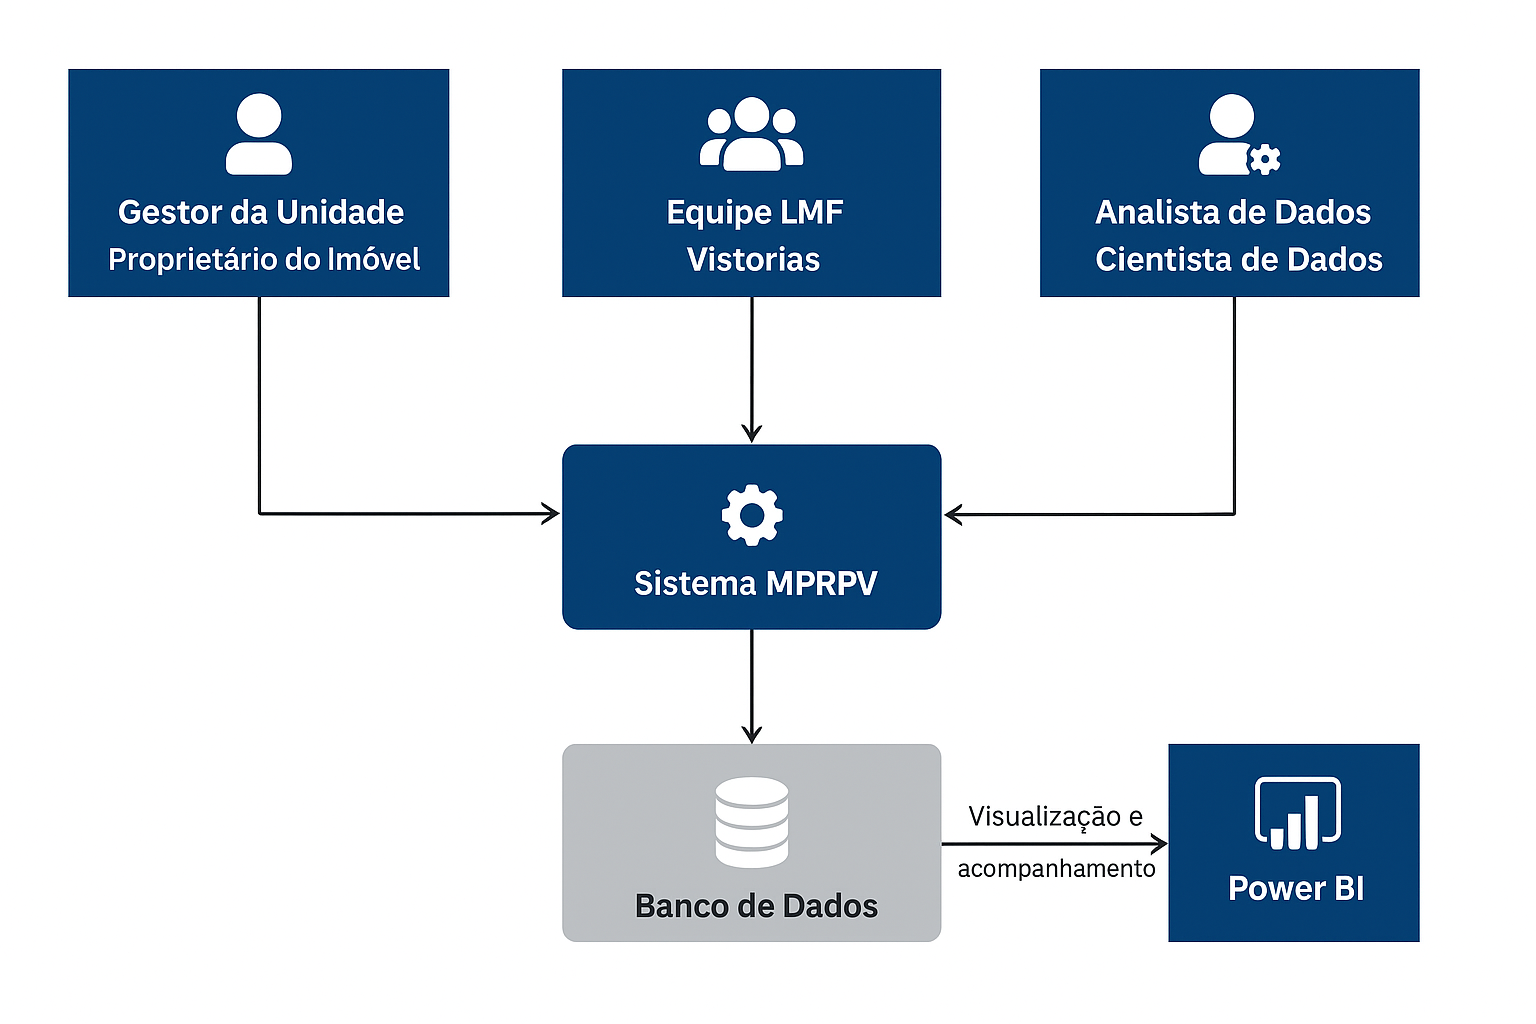 Gestor da Unidade
Proprietário do Imóvel
Equipe LMF
Vistorias
Analista de Dados
Cientista de Dados
Sistema MPRPV
Banco de Dados
Visualização e
acompanhamento
Power BI